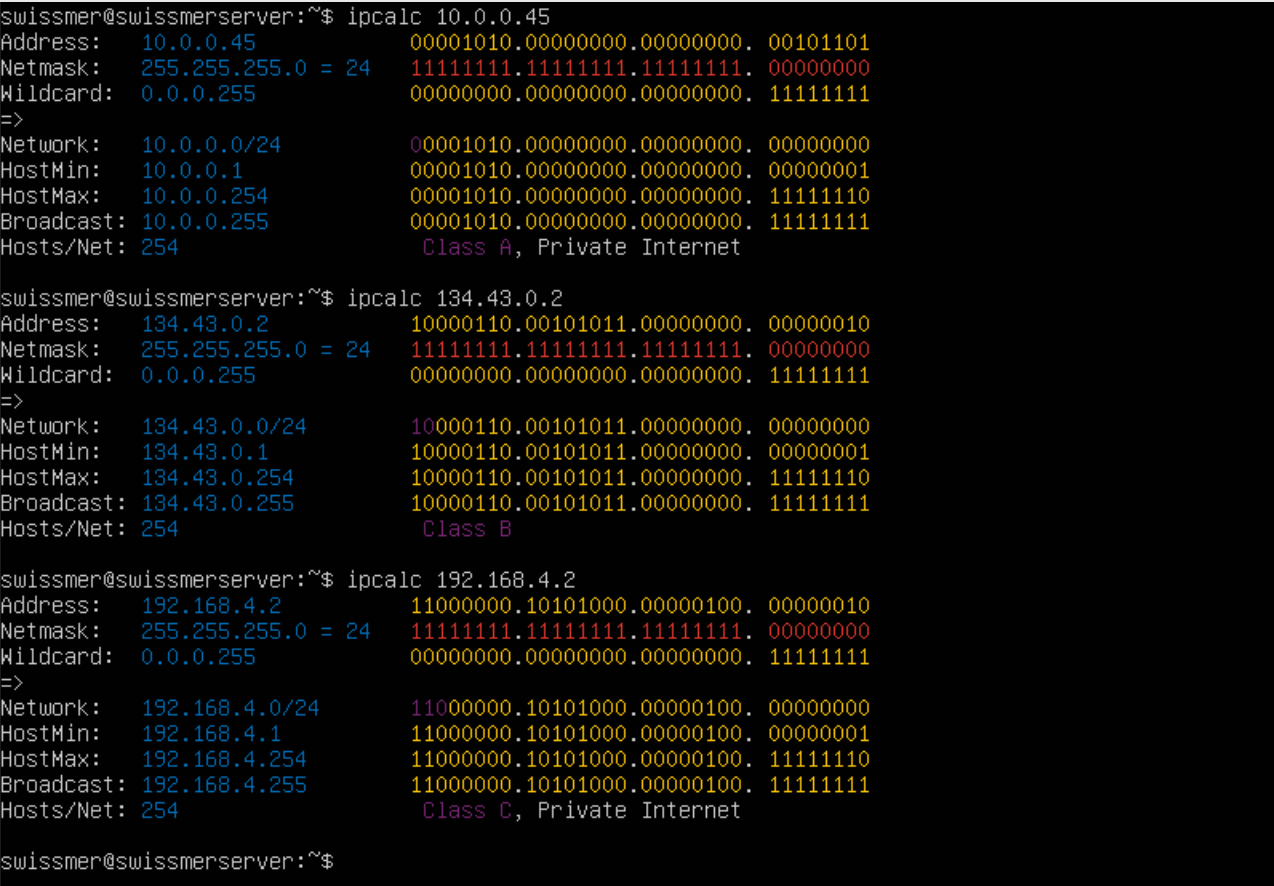 swissmer@swissmerserver:~$ ipcalc 10.0.0.45
Address:   10.0.0.45            00001010.00000000.00000000. 00101101
Netmask:   255.255.255.0 = 24   11111111.11111111.11111111. 00000000
Wildcard:  0.0.0.255            00000000.00000000.00000000. 11111111
=>
Network:   10.0.0.0/24          00001010.00000000.00000000. 00000000
HostMin:   10.0.0.1             00001010.00000000.00000000. 00000001
HostMax:   10.0.0.254           00001010.00000000.00000000. 11111110
Broadcast: 10.0.0.255           00001010.00000000.00000000. 11111111
Hosts/Net: 254                   Class A, Private Internet

swissmer@swissmerserver:~$ ipcalc 134.43.0.2
Address:   134.43.0.2           10000110.00101011.00000000. 00000010
Netmask:   255.255.255.0 = 24   11111111.11111111.11111111. 00000000
Wildcard:  0.0.0.255            00000000.00000000.00000000. 11111111
=>
Network:   134.43.0.0/24        10000110.00101011.00000000. 00000000
HostMin:   134.43.0.1           10000110.00101011.00000000. 00000001
HostMax:   134.43.0.254         10000110.00101011.00000000. 11111110
Broadcast: 134.43.0.255         10000110.00101011.00000000. 11111111
Hosts/Net: 254                   Class B

swissmer@swissmerserver:~$ ipcalc 192.168.4.2
Address:   192.168.4.2          11000000.10101000.00000100. 00000010
Netmask:   255.255.255.0 = 24   11111111.11111111.11111111. 00000000
Wildcard:  0.0.0.255            00000000.00000000.00000000. 11111111
=>
Network:   192.168.4.0/24       11000000.10101000.00000100. 00000000
HostMin:   192.168.4.1          11000000.10101000.00000100. 00000001
HostMax:   192.168.4.254        11000000.10101000.00000100. 11111110
Broadcast: 192.168.4.255        11000000.10101000.00000100. 11111111
Hosts/Net: 254                   Class C, Private Internet

swissmer@swissmerserver:~$